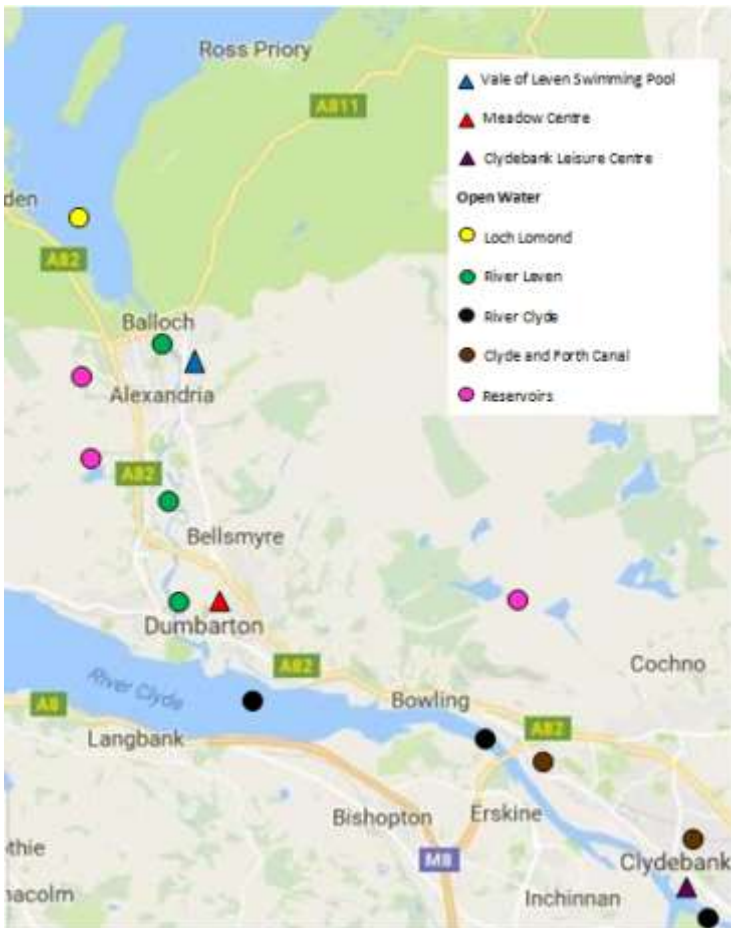 Ross Priory
A811
Vale of Leven Swimming Pool
Meadow Centre
Clydebank Leisure Centre
Open Water
Loch Lomond
River Leven
River Clyde
Clyde and Forth Canal
Reservoirs
den
A82
Balloch
Alexandria
A82
Bellsmyre
Dumbarton
A82
Cochno
River Clyde
A8
Bowling
Langbank
A82
Bishopton
Erskine
M8
Clydebank
Inchinnan
othie
nacolm